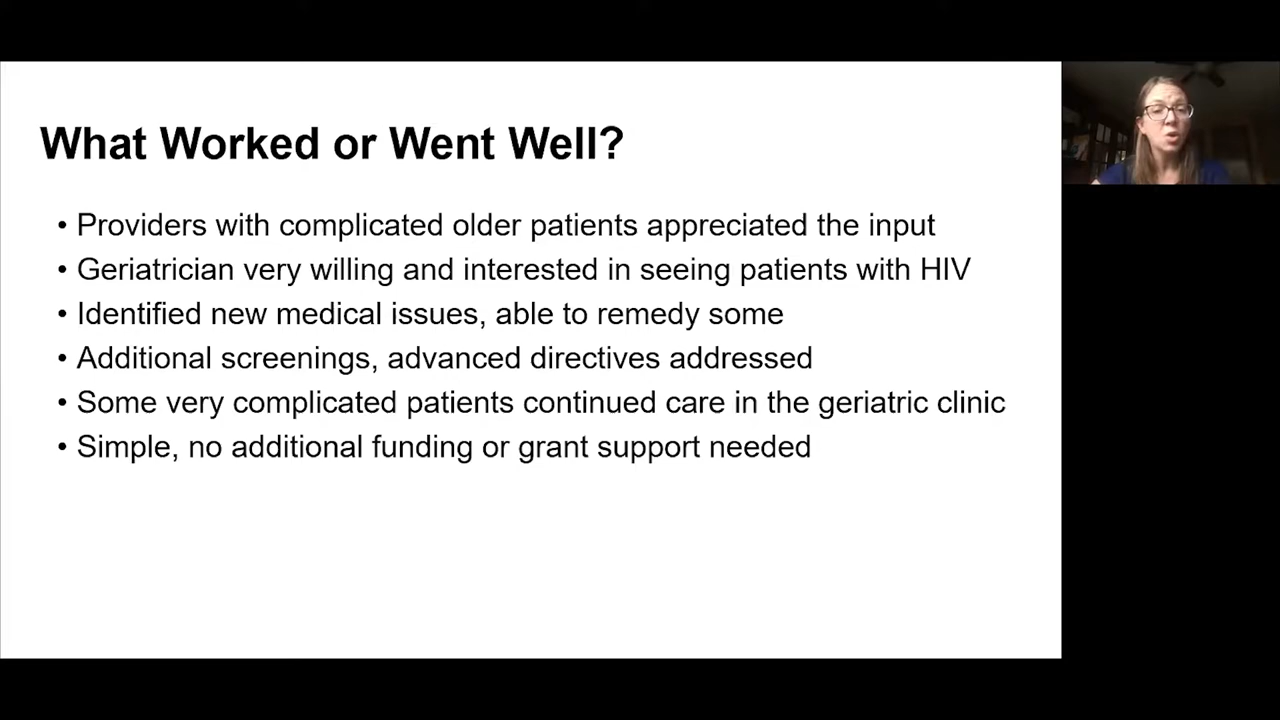 What Worked or Went Well?
• Providers with complicated older patients appreciated the input
• Geriatrician very willing and interested in seeing patients with HIV
• Identified new medical issues, able to remedy some
• Additional screenings, advanced directives addressed
• Some very complicated patients continued care in the geriatric clinic
• Simple, no additional funding or grant support needed